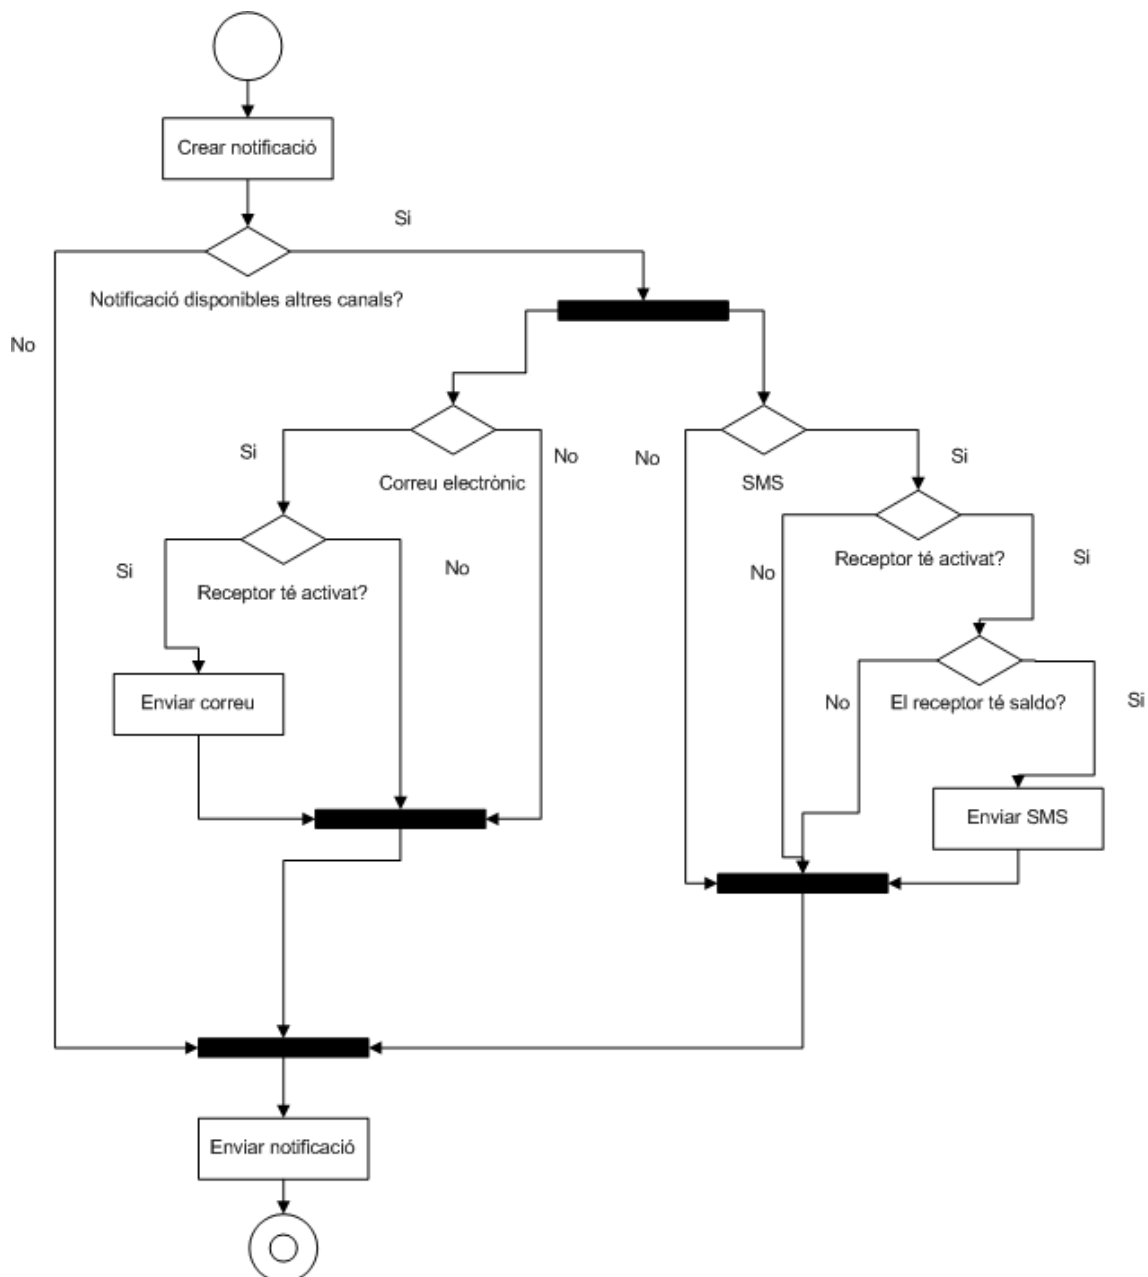 Crear notificació
Si
Notificació disponibles altres canals?
No
Si
No
No
Si
Correu electrònic
SMS
Si
No
No
Receptor té activat?
Si
Receptor té activat?
Enviar correu
No
El receptor té saldo?
Si
Enviar SMS
Enviar notificació